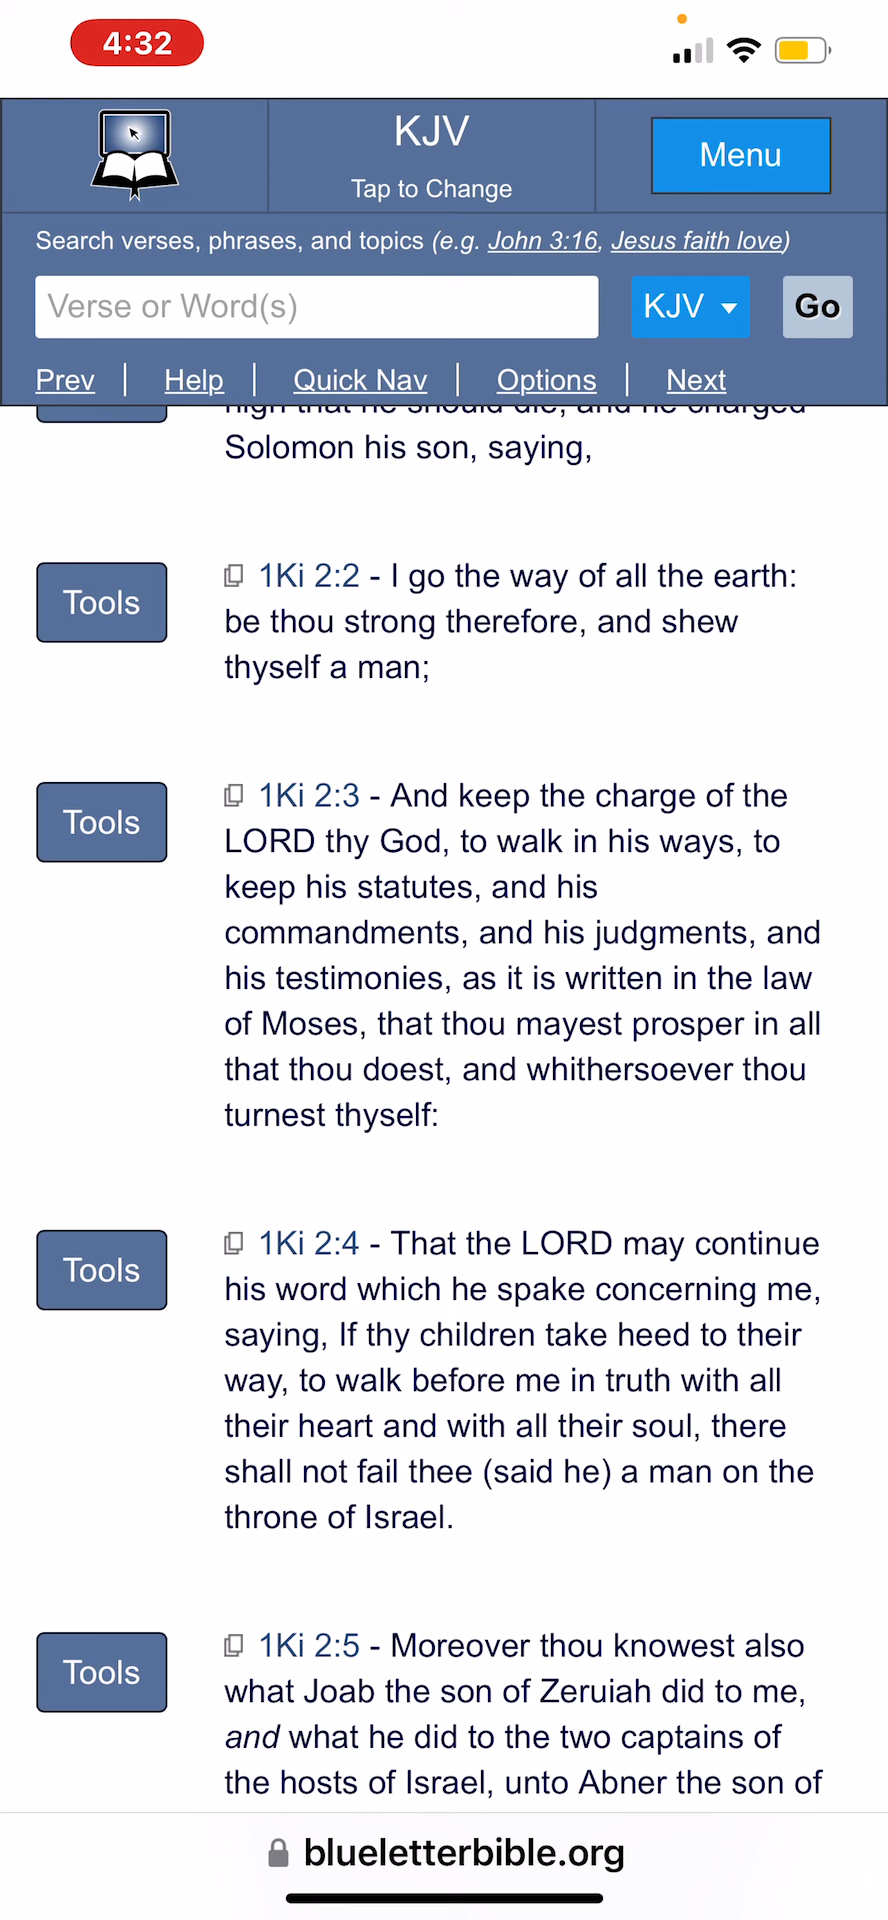 4:32
KJV
Tap to Change
Menu
Search verses, phrases, and topics (e.g. John 3:16, Jesus faith love)
Verse or Word(s)
KJV
Go
Prev | Help | Quick Nav | Options | Next
high that he should die; and he charged
Solomon his son, saying,
Tools
1Ki 2:2 - I go the way of all the earth:
be thou strong therefore, and shew
thyself a man;
Tools
1Ki 2:3 - And keep the charge of the
LORD thy God, to walk in his ways, to
keep his statutes, and his
commandments, and his judgments, and
his testimonies, as it is written in the law
of Moses, that thou mayest prosper in all
that thou doest, and whithersoever thou
turnest thyself:
Tools
1Ki 2:4 - That the LORD may continue
his word which he spake concerning me,
saying, If thy children take heed to their
way, to walk before me in truth with all
their heart and with all their soul, there
shall not fail thee (said he) a man on the
throne of Israel.
Tools
1Ki 2:5 - Moreover thou knowest also
what Joab the son of Zeruiah did to me,
and what he did to the two captains of
the hosts of Israel, unto Abner the son of
blueletterbible.org